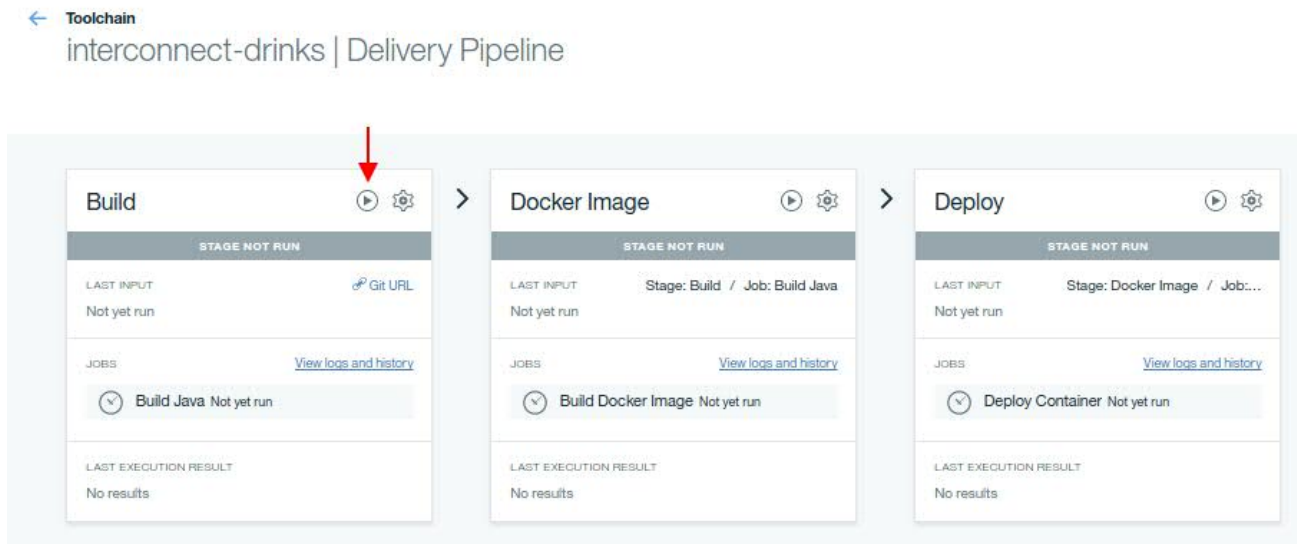 Toolchain
interconnect-drinks | Delivery Pipeline
Build
STAGE NOT RUN
LAST INPUT Git URL
Not yet run
JOBS View logs and history
Build Java Not yet run
LAST EXECUTION RESULT
No results
Docker Image
STAGE NOT RUN
LAST INPUT Stage: Build / Job: Build Java
Not yet run
JOBS View logs and history
Build Docker Image Not yet run
LAST EXECUTION RESULT
No results
Deploy
STAGE NOT RUN
LAST INPUT Stage: Docker Image / Job:...
Not yet run
JOBS View logs and history
Deploy Container Not yet run
LAST EXECUTION RESULT
No results